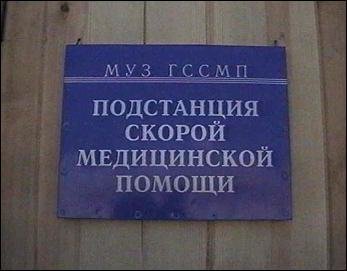 МУЗ ГССМП
ПОДСТАНЦИЯ
СКОРОЙ
МЕДИЦИНСКОЙ
ПОМОЩИ